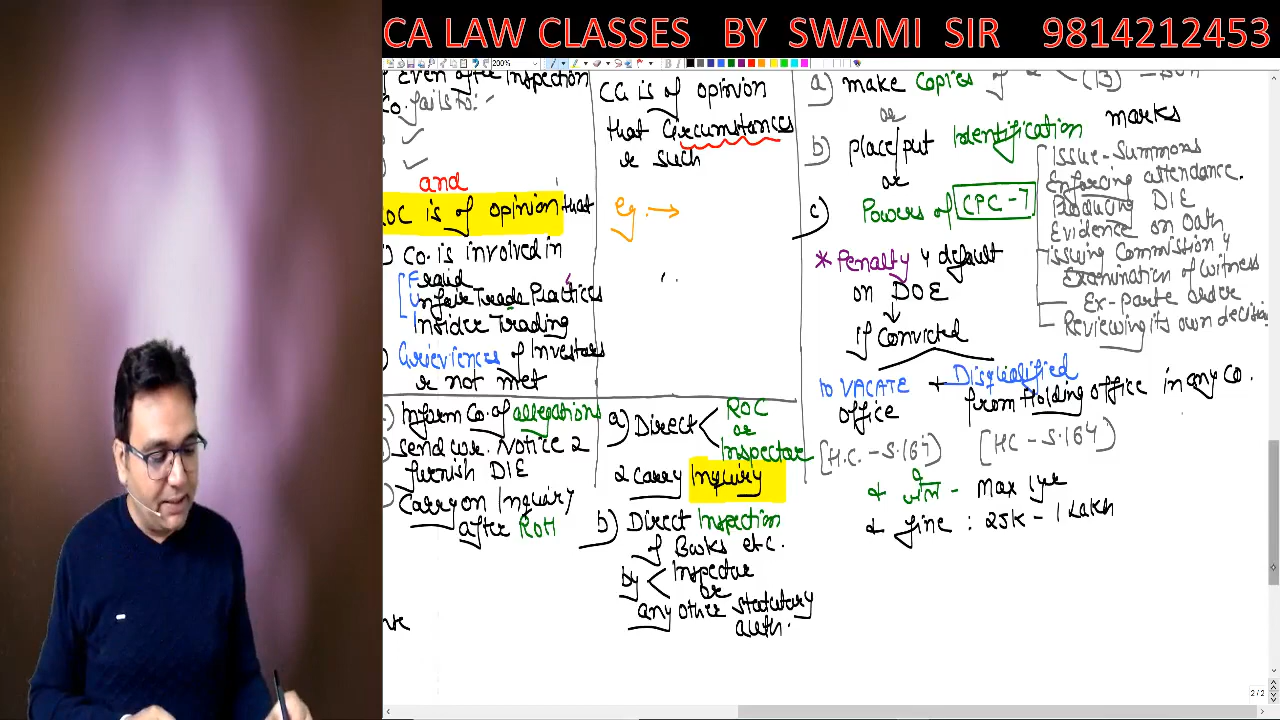 CA LAW CLASSES BY SWAMI SIR 9814212453
200%
Even after Inspection
Co. fails to:
and
ROC is of opinion that
Co. is involved in
Fraud
Unfair Trade Practices
Insider Trading
Grieviences of Investors
is not met
Inform Co. of allegations
Send wr. Notice 2
furnish DIE
Carry on Inquiry
after ROH
CG is of opinion
that Circumstances
is such
eg. →
a) Direct
ROC
or
Inspector
2 carry Inquiry
b) Direct Inspection
of Books etc.
by
Inspector
or
any other statutory
auth.
a) make copies of
or
b) place/put Identification marks
or
c) Powers of CPC-7
Issue-Summons
Enforcing attendance.
Producing DIE
Evidence on Oath
Issuing Commission 4
Examination of Witness
Ex-parte order
Reviewing its own decision
* Penalty 4 default
on DOE
If Convicted
to VACATE
office
+ Disqualified
from Holding office in any Co.
[H.C. - S.164]
[HC - S.164]
& जेल - Max 1yr
& fine : 25K - 1 Lakh
2/2